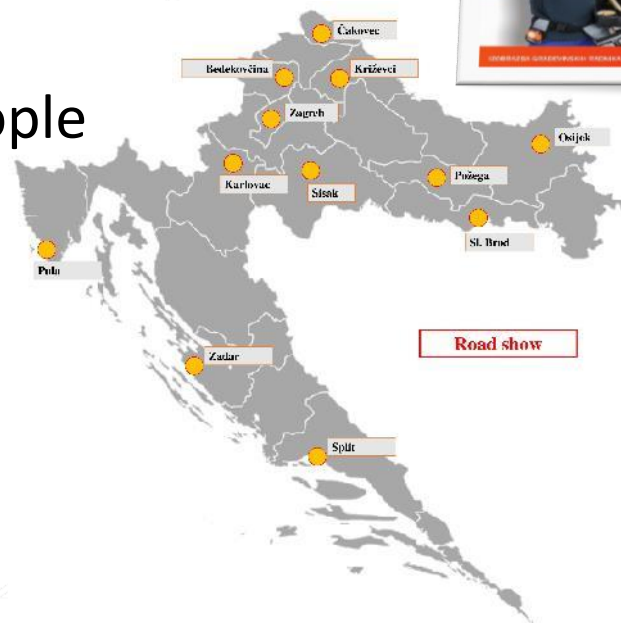 Čakovec
Bedekovčina
Križevci
ople
Zagreb
Osijek
Karlovac
Sisak
Požega
Sl. Brod
Pula
Road show
Zadar
Split